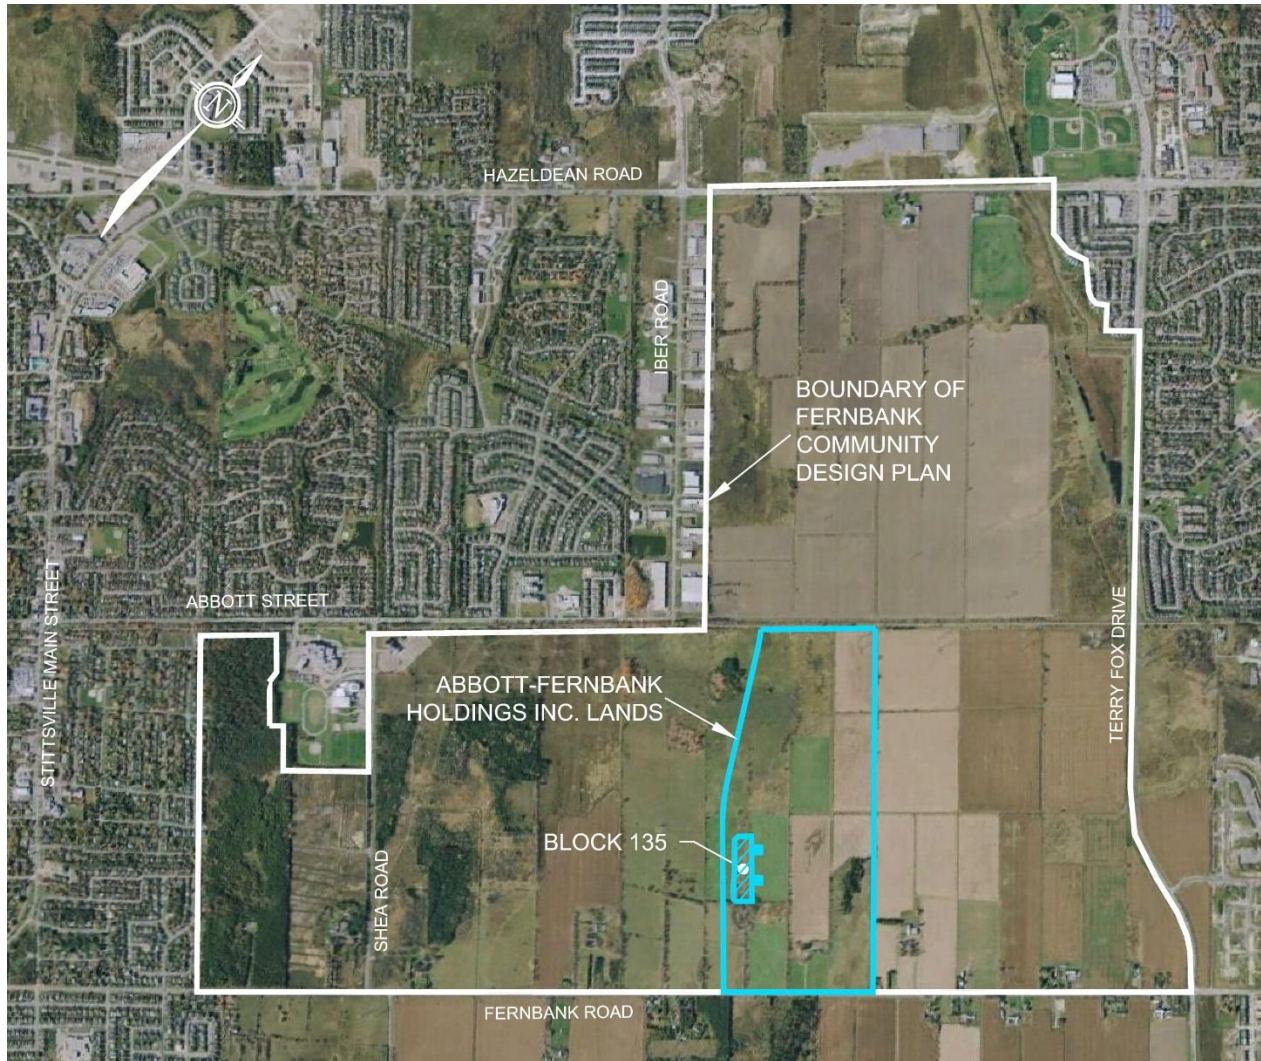 N
HAZELDEAN ROAD
IBER ROAD
BOUNDARY OF
FERNBANK
COMMUNITY
DESIGN PLAN
ABBOTT STREET
STITTSVILLE MAIN STREET
TERRY FOX DRIVE
ABBOTT-FERNBANK
HOLDINGS INC. LANDS
BLOCK 135
SHEA ROAD
FERNBANK ROAD